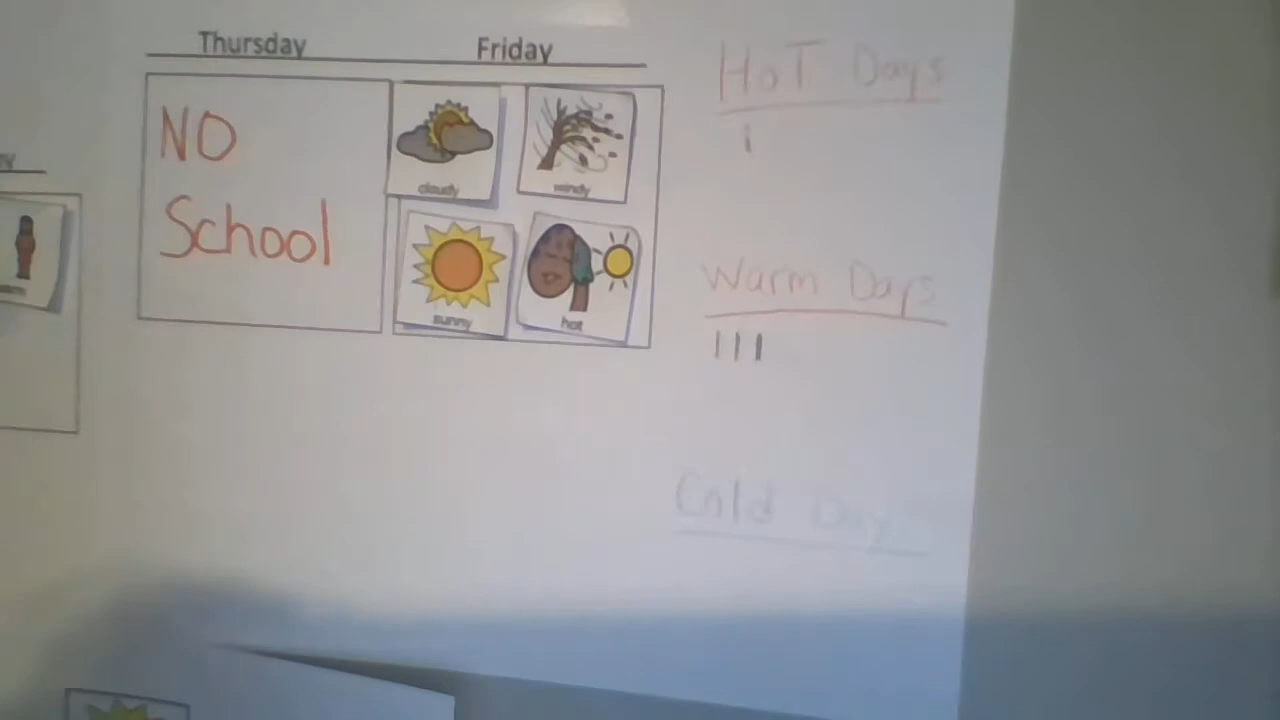 Thursday
Friday
NO
School
cloudy
windy
sunny
hot
HoT Days
Warm Days
Cold Days